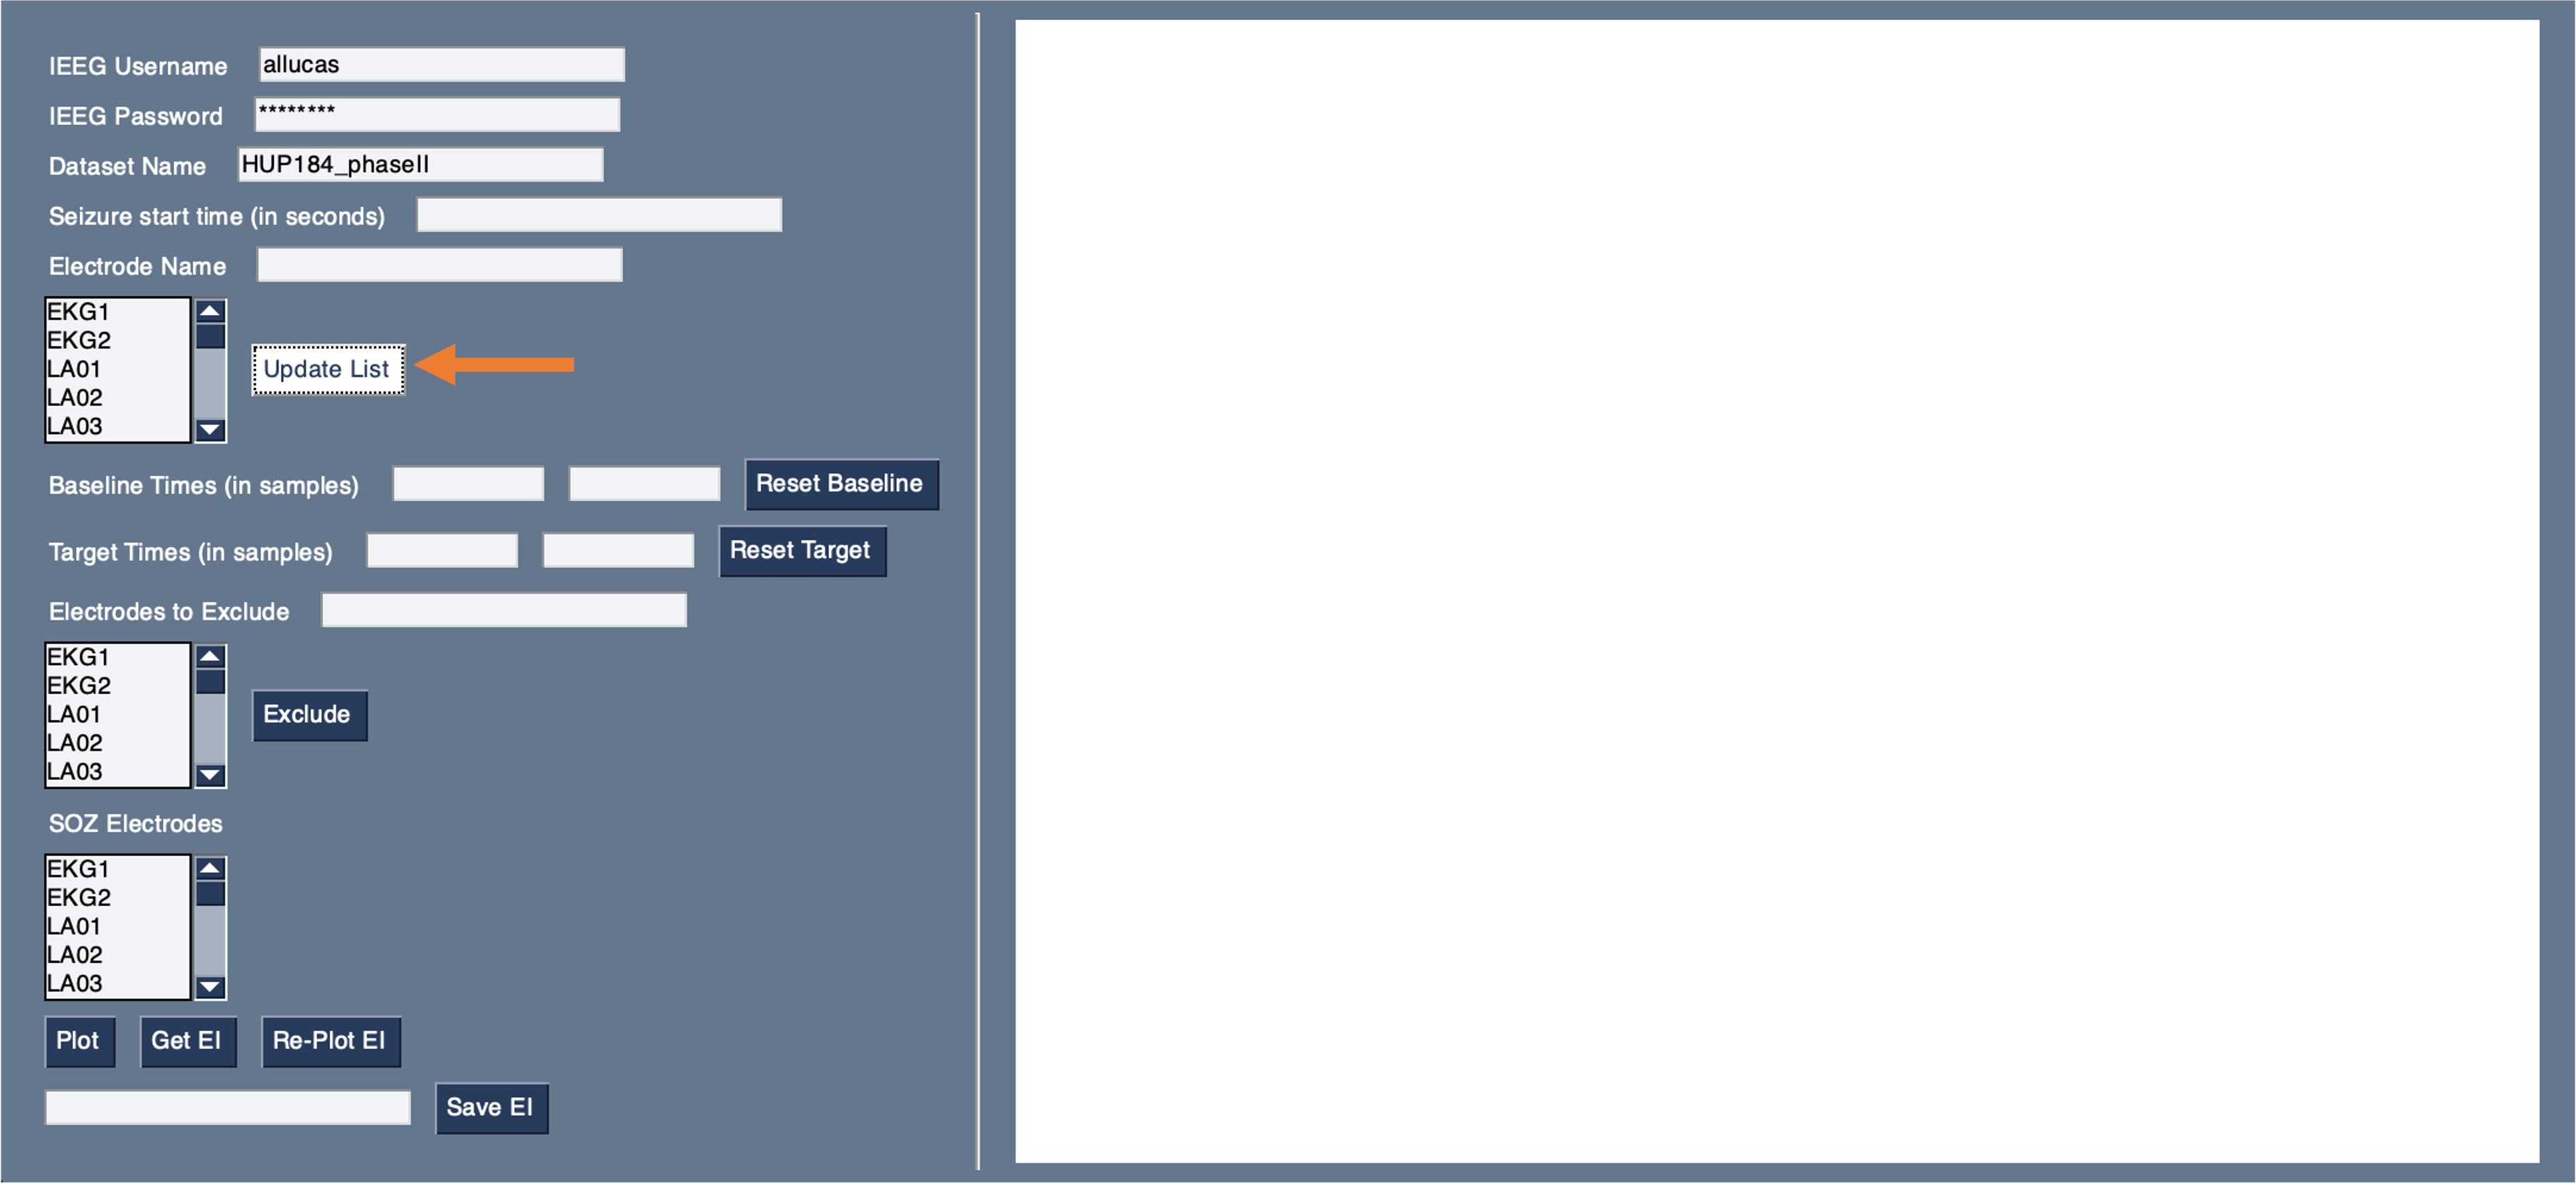 IEEG Username allucas
IEEG Password ********
Dataset Name HUP184_phaseII
Seizure start time (in seconds)
Electrode Name
EKG1
EKG2
LA01
LA02
LA03
Update List
Baseline Times (in samples) Reset Baseline
Target Times (in samples) Reset Target
Electrodes to Exclude
EKG1
EKG2
LA01
LA02
LA03
Exclude
SOZ Electrodes
EKG1
EKG2
LA01
LA02
LA03
Plot Get EI Re-Plot EI
Save EI